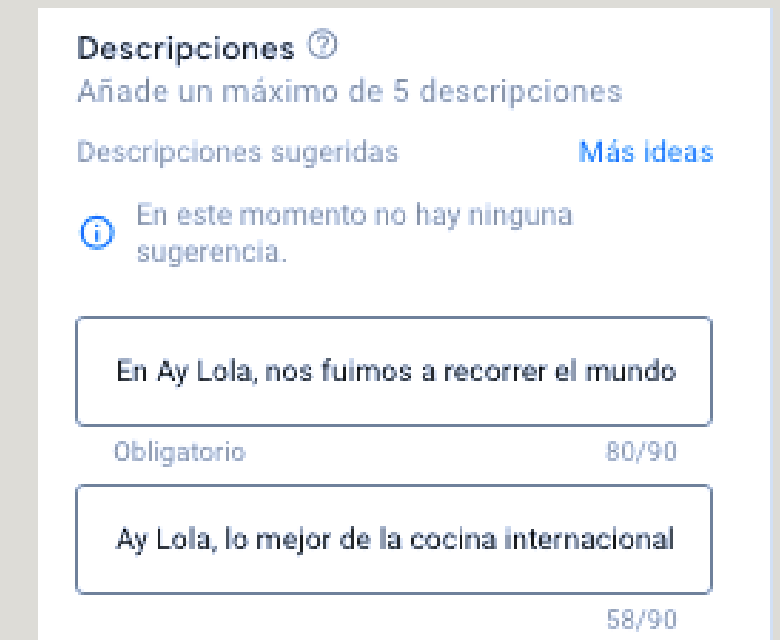 Descripciones ?
Añade un máximo de 5 descripciones
Descripciones sugeridas Más ideas
En este momento no hay ninguna
sugerencia.
En Ay Lola, nos fuimos a recorrer el mundo
Obligatorio 80/90
Ay Lola, lo mejor de la cocina internacional
58/90